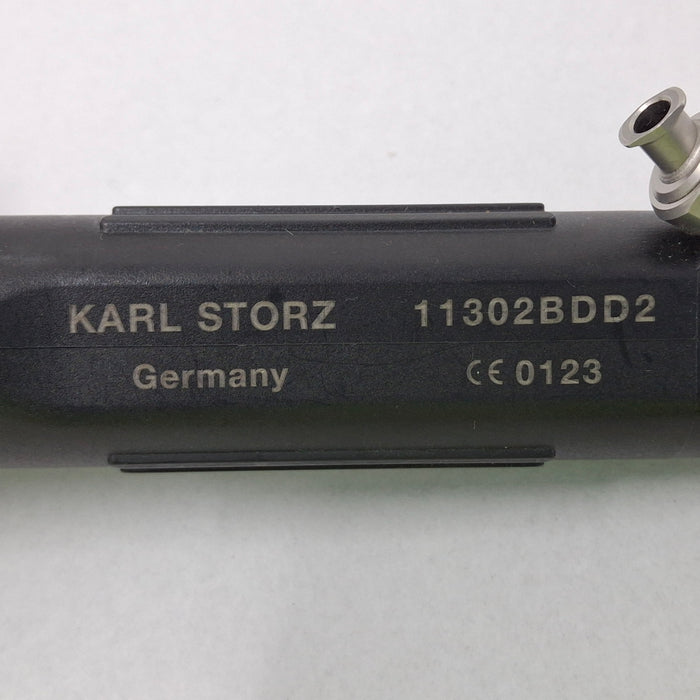 KARL STORZ 11302BDD2
Germany CE 0123